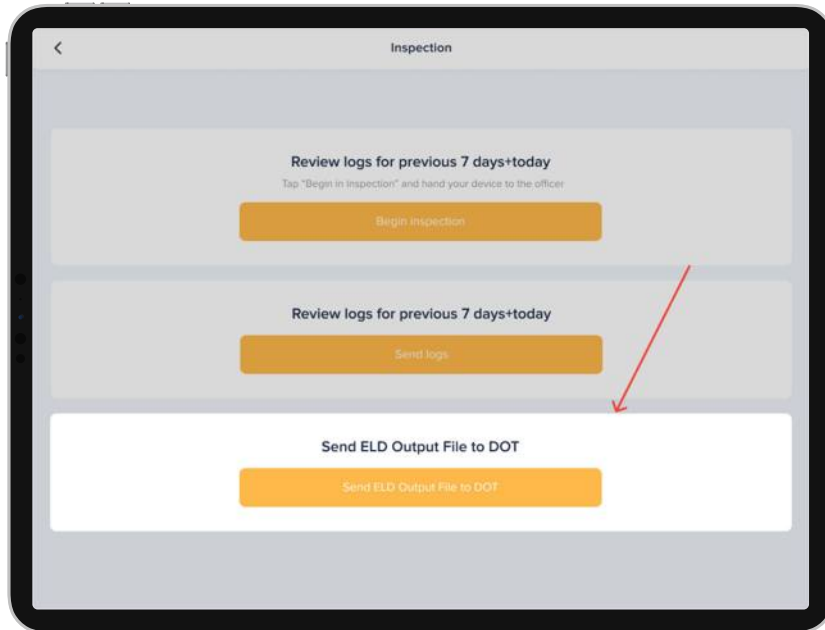 Inspection
Review logs for previous 7 days+today
Tap "Begin in inspection" and hand your device to the officer
Begin Inspection
Review logs for previous 7 days+today
Send logs
Send ELD Output File to DOT
Send ELD Output File to DOT